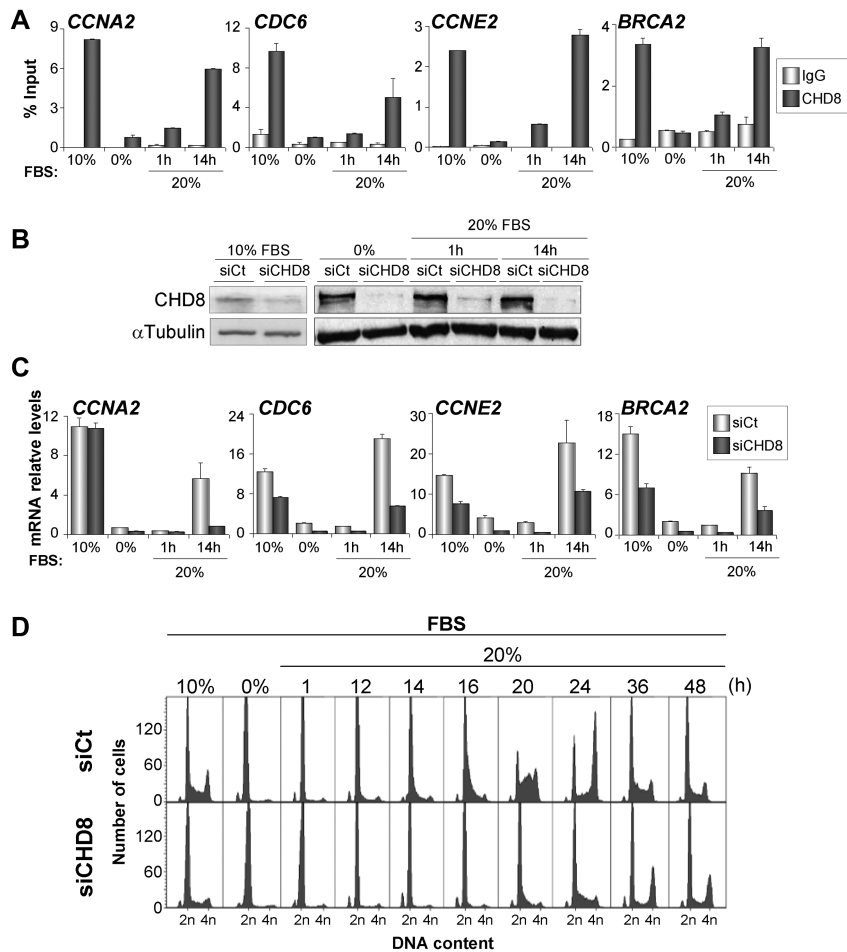 A
CCNA2 CDC6 CCNE2 BRCA2
% Input
9 6 3 0
12 8 4 0
3 2 1 0
4 2 0
IgG
CHD8
10% 0% 1h 14h 10% 0% 1h 14h 10% 0% 1h 14h 10% 0% 1h 14h
FBS:
20% 20% 20% 20%
B
20% FBS
10% FBS 0% 1h 14h
siCt siCHD8 siCt siCHD8 siCt siCHD8 siCt siCHD8
CHD8
αTubulin
C
CCNA2 CDC6 CCNE2 BRCA2
mRNA relative levels
12 8 4 0
24 16 8 0
30 20 10 0
18 12 6 0
siCt
siCHD8
10% 0% 1h 14h 10% 0% 1h 14h 10% 0% 1h 14h 10% 0% 1h 14h
FBS:
20% 20% 20% 20%
D
FBS
20%
10% 0% 1 12 14 16 20 24 36 48 (h)
siCt
120
60
0
Number of cells
siCHD8
120
60
0
2n 4n 2n 4n 2n 4n 2n 4n 2n 4n 2n 4n 2n 4n 2n 4n 2n 4n 2n 4n
DNA content